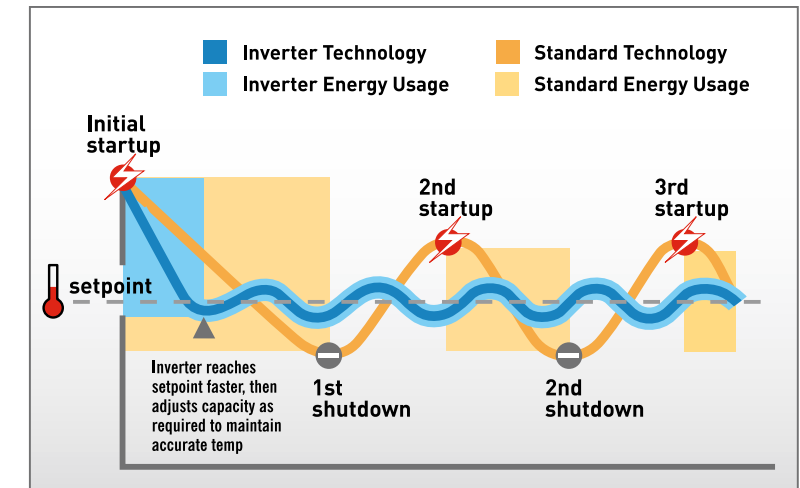 Inverter Technology
Standard Technology
Inverter Energy Usage
Standard Energy Usage
Initial
startup
2nd
startup
3rd
startup
setpoint
Inverter reaches
setpoint faster, then
adjusts capacity as
required to maintain
accurate temp
1st
shutdown
2nd
shutdown